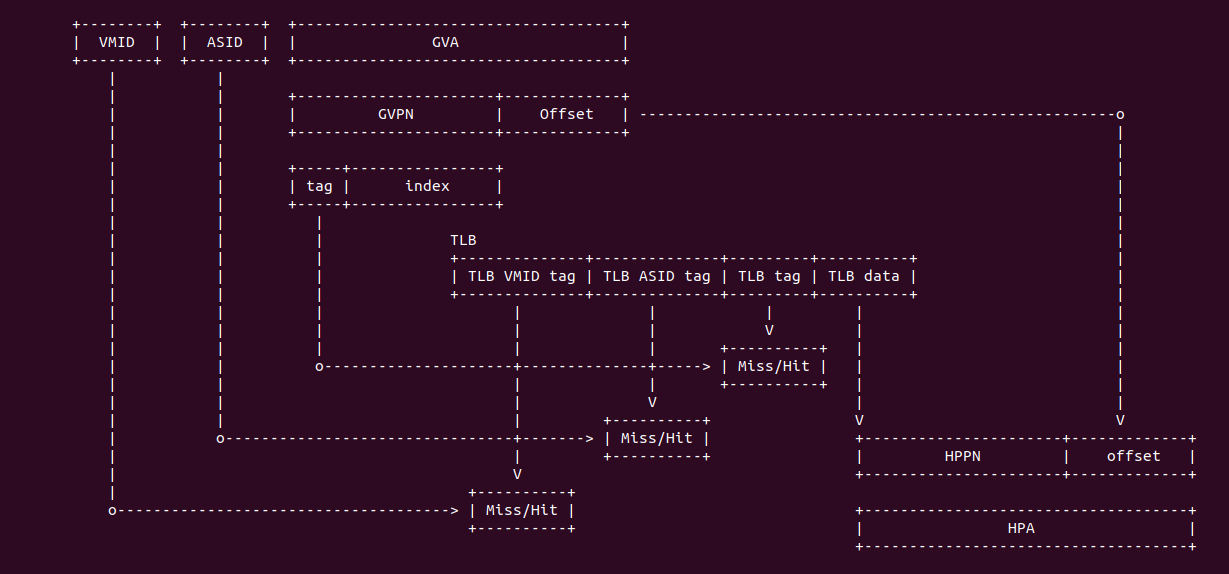 VMID ASID GVA
GVPN Offset
tag index
TLB
TLB VMID tag TLB ASID tag TLB tag TLB data
V
Miss/Hit
V
V V
Miss/Hit
HPPN offset
V
Miss/Hit
HPA